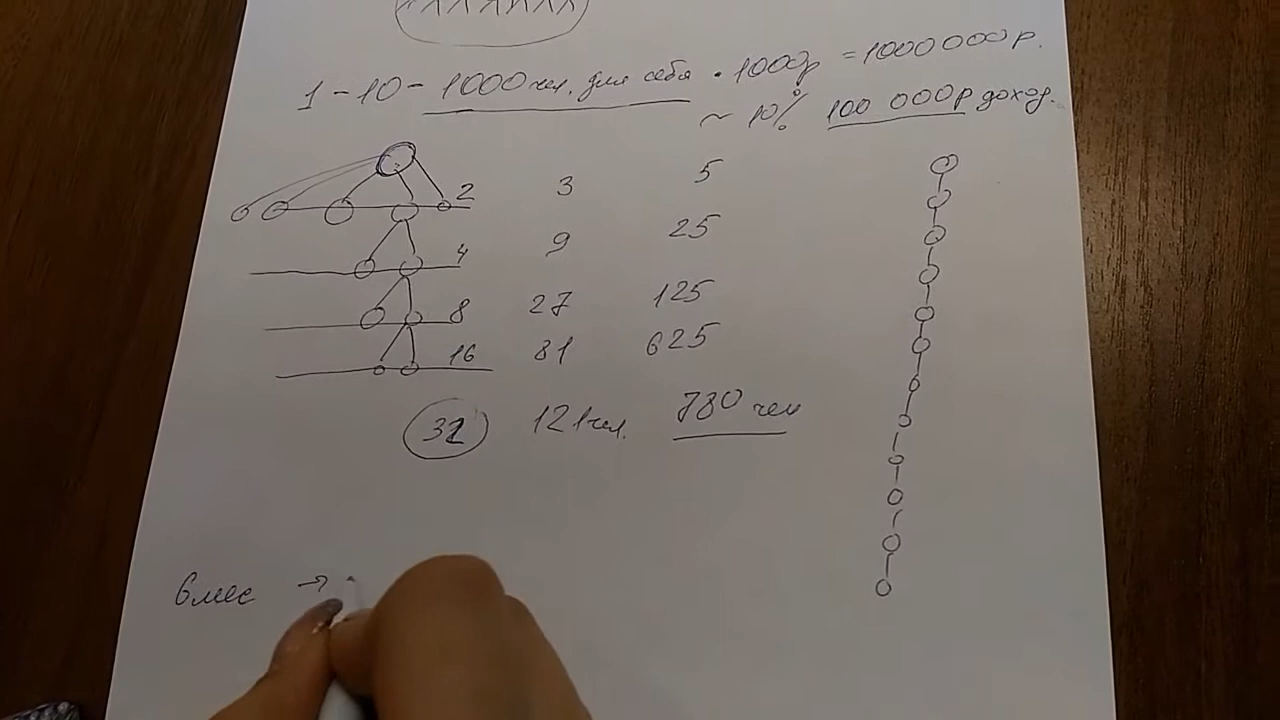 1 - 10 - 1000 чел. для себя • 1000р = 1000 000 р.
~ 10% 100 000р доход.
2 3 5
4 9 25
8 27 125
16 81 625
32 121 чел. 780 чел
6 мес →